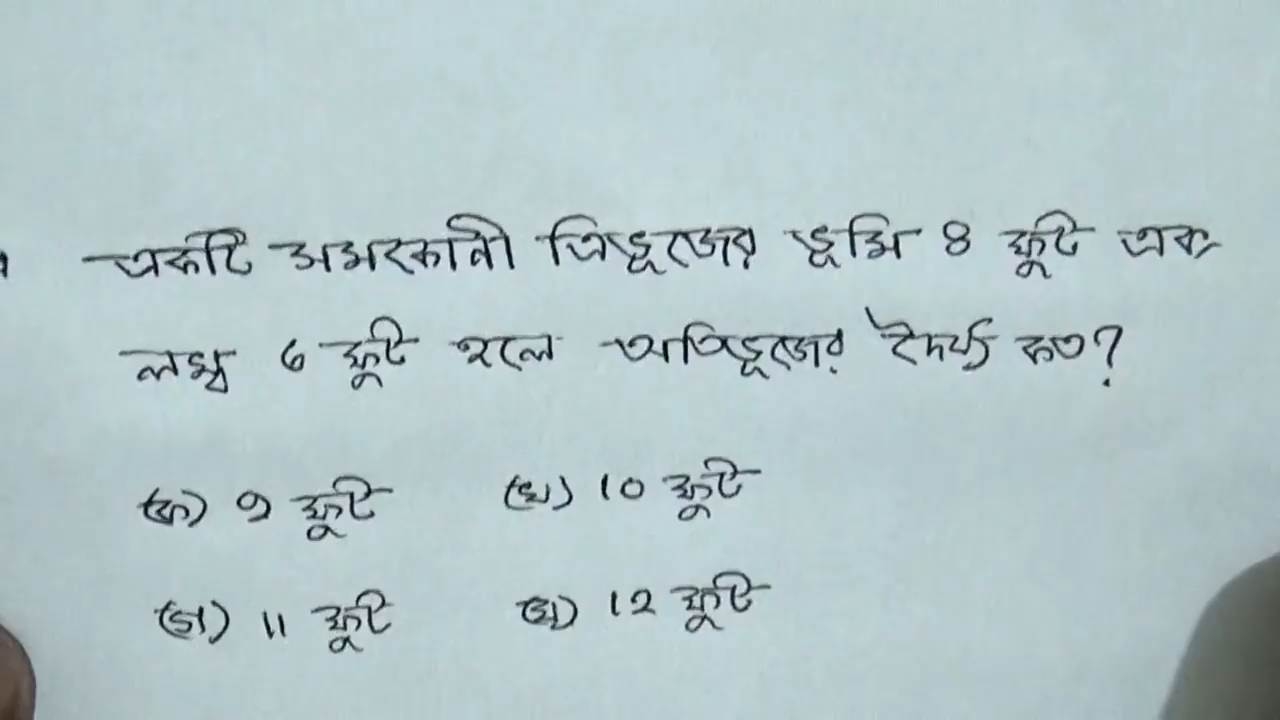 একটি সমকোনী ত্রিভূজের ভূমি 8 ফুট এবং
লম্ব 6 ফুট হলে অতিভূজের দৈর্ঘ্য কত?
(ক) 9 ফুট (খ) 10 ফুট
(গ) 11 ফুট (ঘ) 12 ফুট